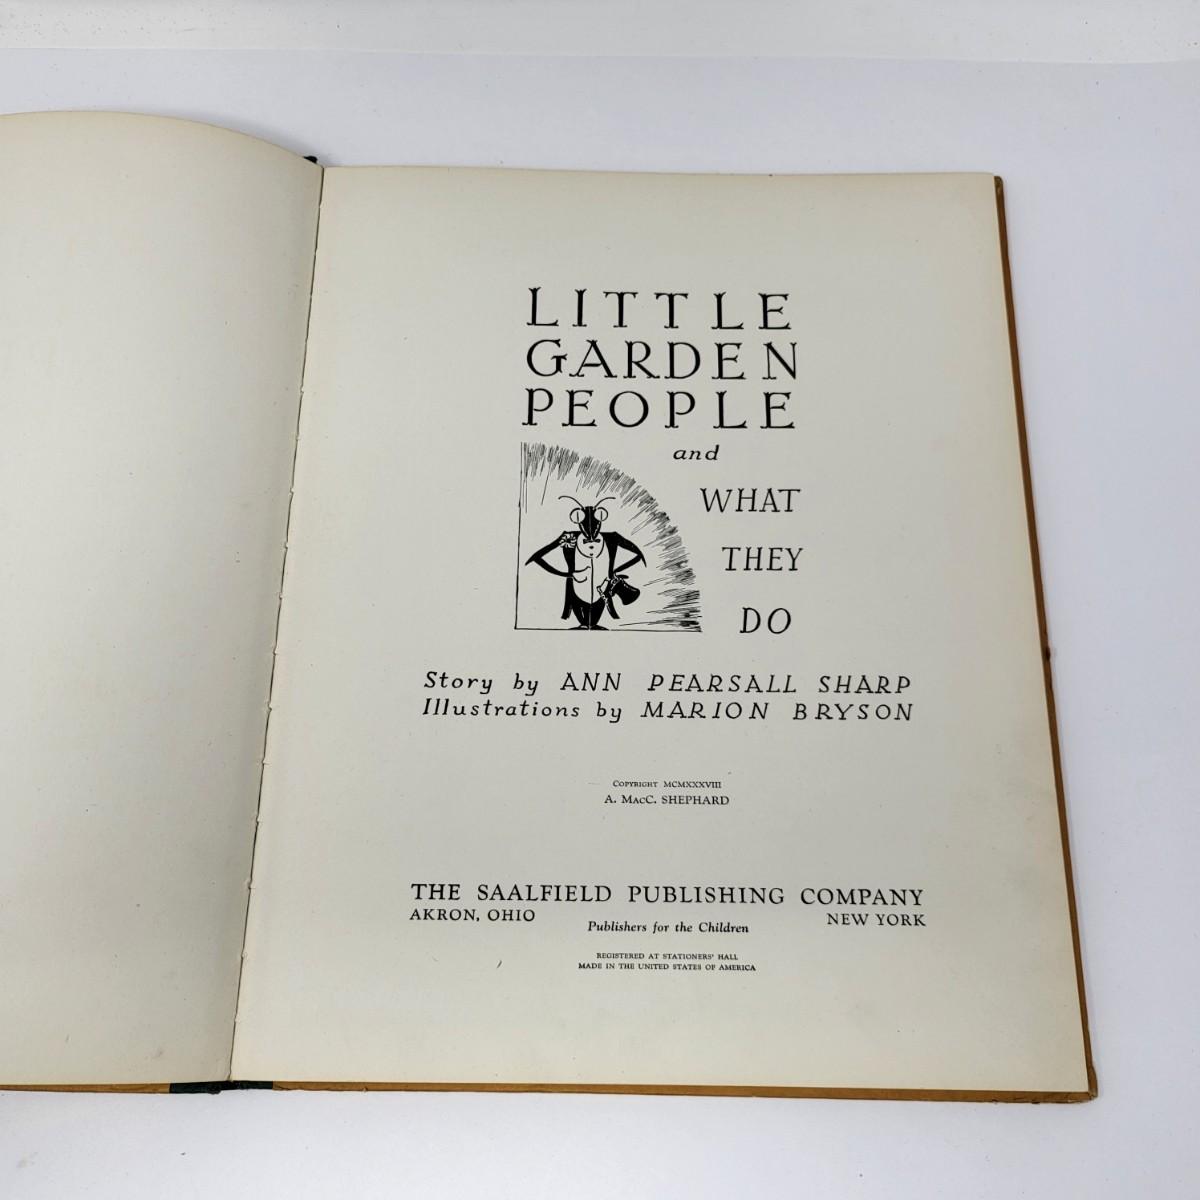 LITTLE
GARDEN
PEOPLE
and
WHAT
THEY
DO
Story by ANN PEARSALL SHARP
Illustrations by MARION BRYSON
COPYRIGHT MCMXXXVIII
A. MACC. SHEPHARD
THE SAALFIELD PUBLISHING COMPANY
AKRON, OHIO Publishers for the Children NEW YORK
REGISTERED AT STATIONERS' HALL
MADE IN THE UNITED STATES OF AMERICA